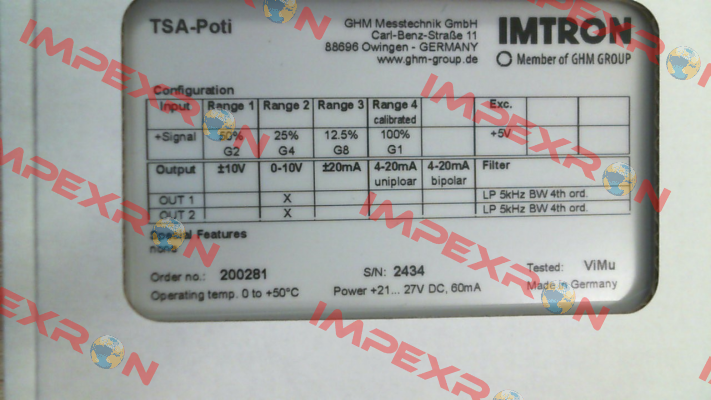 TSA-Poti
GHM Messtechnik GmbH
Carl-Benz-Straße 11
88696 Owingen - GERMANY
www.ghm-group.de
IMTRON
Member of GHM GROUP
Configuration
Input Range 1 Range 2 Range 3 Range 4 calibrated Exc.
+Signal 50% 25% 12.5% 100% +5V
G2 G4 G8 G1
Output ±10V 0-10V ±20mA 4-20mA 4-20mA Filter
uniploar bipolar
OUT 1 X LP 5kHz BW 4th ord.
OUT 2 X LP 5kHz BW 4th ord.
Special Features
none
Order no.: 200281 S/N: 2434 Tested: ViMu
Operating temp. 0 to +50°C Power +21... 27V DC, 60mA Made in Germany
IMPEXRON
IMPEXRON
IMPEXRON
IMPEXRON
IMPEXRON
IMPEXRON